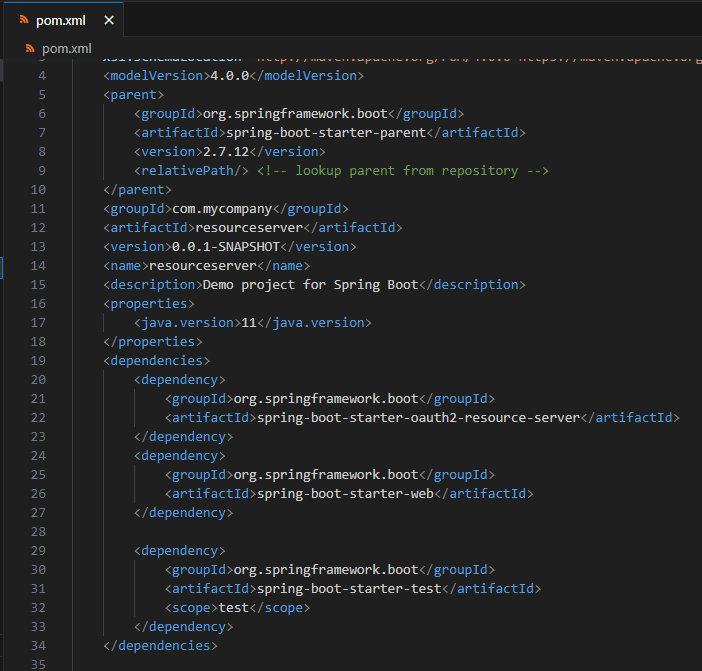 pom.xml ×
pom.xml
4 <modelVersion>4.0.0</modelVersion>
5 <parent>
6 <groupId>org.springframework.boot</groupId>
7 <artifactId>spring-boot-starter-parent</artifactId>
8 <version>2.7.12</version>
9 <relativePath/> <!-- lookup parent from repository -->
10 </parent>
11 <groupId>com.mycompany</groupId>
12 <artifactId>resourceserver</artifactId>
13 <version>0.0.1-SNAPSHOT</version>
14 <name>resourceserver</name>
15 <description>Demo project for Spring Boot</description>
16 <properties>
17 <java.version>11</java.version>
18 </properties>
19 <dependencies>
20 <dependency>
21 <groupId>org.springframework.boot</groupId>
22 <artifactId>spring-boot-starter-oauth2-resource-server</artifactId>
23 </dependency>
24 <dependency>
25 <groupId>org.springframework.boot</groupId>
26 <artifactId>spring-boot-starter-web</artifactId>
27 </dependency>
28
29 <dependency>
30 <groupId>org.springframework.boot</groupId>
31 <artifactId>spring-boot-starter-test</artifactId>
32 <scope>test</scope>
33 </dependency>
34 </dependencies>
35